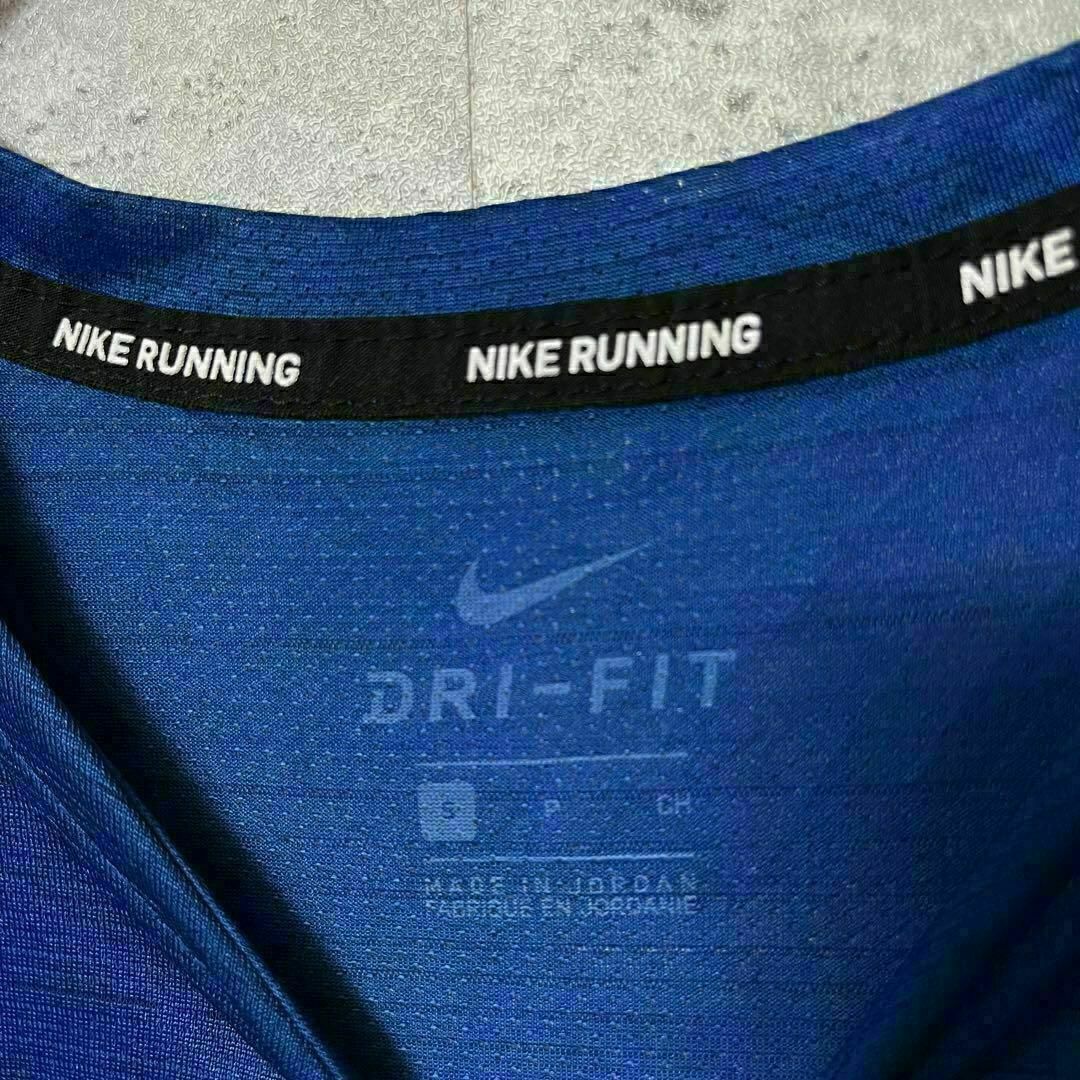 NIKE RUNNING
NIKE RUNNING
NIKE
DRI-FIT
S P CH
MADE IN JORDAN
FABRIQUE EN JORDANIE